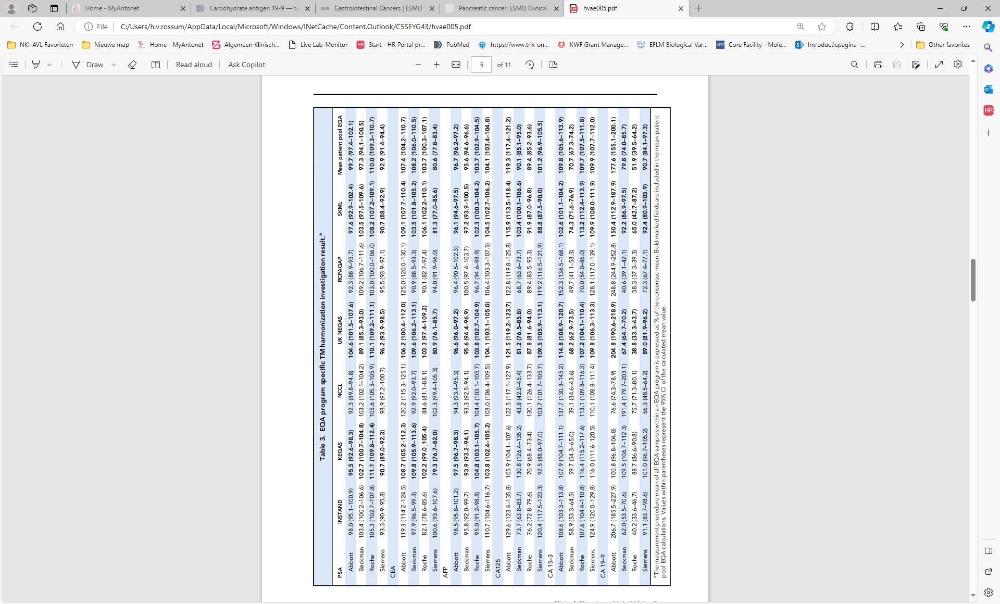 Home - MyAntonet
Carbohydrate antigen 19-9 — tu
ESMO Gastrointestinal Cancers | ESMO
Pancreatic cancer: ESMO Clinical
hvae005.pdf
File C:/Users/h.v.rossum/AppData/Local/Microsoft/Windows/INetCache/Content.Outlook/C5SEYG43/hvae005.pdf
NKI-AVL Favorieten Nieuwe map Home - MyAntonet Algemeen Klinisch... Live Lab-Monitor HR Start - HR Portal pr... PubMed https://www.trix-on... KWF Grant Manage... EFLM Biological Var... ART Core Facility - Mole... Introductiepagina -... Other favorites
Draw Read aloud Ask Copilot 5 of 11
HR
Table 3. EQA program specific TM harmonization investigation result.a
PSA INSTAND KEQAS NCCL UK NEQAS RCPAQAP SKML Mean patient pool EQA
Abbott 98.0 (95.1–100.9) 95.5 (92.6–98.3) 92.3 (89.8–94.8) 104.6 (101.5–107.6) 92.3 (88.9–95.7) 97.6 (92.9–102.4) 99.7 (97.4–102.1)
Beckman 103.4 (100.2–106.6) 102.7 (100.7–104.8) 103.2 (102.1–104.2) 89.1 (85.3–93.0) 109.2 (106.7–111.6) 103.5 (97.5–109.6) 97.3 (94.1–100.5)
Roche 105.3 (102.7–107.8) 111.1 (109.8–112.4) 105.6 (105.3–105.9) 110.1 (109.2–111.1) 103.0 (100.0–106.0) 108.2 (107.2–109.1) 110.0 (109.3–110.7)
Siemens 93.3 (90.9–95.8) 90.7 (89.0–92.3) 98.9 (97.2–100.7) 96.2 (93.9–98.5) 95.5 (93.9–97.1) 90.7 (88.4–92.9) 92.9 (91.4–94.4)
CEA
Abbott 119.3 (114.2–124.5) 108.7 (105.2–112.3) 120.2 (115.3–125.1) 106.2 (100.4–112.0) 125.0 (120.0–130.1) 109.1 (107.7–110.4) 107.4 (104.2–110.7)
Beckman 97.9 (96.5–99.3) 109.8 (105.9–113.6) 92.9 (92.0–93.7) 109.6 (106.2–113.1) 90.9 (88.5–93.3) 103.5 (101.8–105.2) 108.2 (106.0–110.5)
Roche 82.1 (78.6–85.6) 102.2 (99.0_105.4) 84.6 (81.1–88.1) 103.3 (97.4–109.2) 90.1 (82.7–97.4) 106.1 (102.2–110.1) 103.7 (100.3–107.1)
Siemens 100.6 (93.6–107.6) 79.3 (76.7–82.0) 102.3 (99.4–105.3) 80.9 (76.1–85.7) 94.0 (91.9–96.0) 81.3 (77.0–85.6) 80.6 (77.8–83.4)
AFP
Abbott 98.5 (95.8–101.2) 97.5 (96.7–98.3) 94.3 (93.4–95.3) 96.6 (96.0–97.2) 96.4 (90.5–102.3) 96.1 (94.6–97.5) 96.7 (96.2–97.2)
Beckman 95.8 (92.0–99.7) 93.9 (93.2–94.1) 93.3 (92.5–94.1) 95.6 (94.4–96.9) 100.5 (97.4–103.7) 97.2 (93.9–100.5) 95.6 (94.6–96.6)
Roche 95.0 (91.2–98.8) 104.8 (103.1–105.7) 104.4 (103.1–105.7) 103.8 (102.7–104.9) 96.7 (94.6–98.9) 102.3 (100.3–104.2) 103.7 (102.9–104.5)
Siemens 110.7 (104.6–116.7) 103.8 (102.4–105.2) 108.0 (106.4–109.5) 104.1 (103.1–105.0) 106.4 (105.3–107.5) 104.5 (102.7–106.2) 104.1 (103.4–104.8)
CA125
Abbott 129.6 (123.4–135.8) 105.9 (104.1–107.6) 122.5 (117.1–127.9) 121.5 (119.2–123.7) 122.8 (119.8–125.8) 115.9 (113.5–118.4) 119.3 (117.4–121.2)
Beckman 73.7 (63.8–83.7) 130.8 (126.4–135.2) 43.8 (42.2–45.4) 81.2 (76.5–85.8) 68.7 (63.6–73.7) 103.4 (100.1–106.6) 90.1 (85.1–95.0)
Roche 76.2 (72.8–79.6) 70.9 (68.4–73.4) 130.1 (126.4–133.7) 87.8 (81.6–94.0) 89.4 (83.5–95.3) 91.9 (87.0–96.8) 89.4 (85.2–93.6)
Siemens 120.4 (117.5–123.3) 92.5 (88.0–97.0) 103.7 (101.7–105.7) 109.5 (105.9–113.1) 119.2 (116.5–121.9) 88.8 (87.5–90.0) 101.2 (96.9–105.5)
CA 15–3
Abbott 108.6 (103.3–113.8) 107.9 (104.7–111.1) 137.7 (130.3–145.2) 114.8 (108.9–120.7) 152.3 (136.5–168.1) 102.6 (101.1–104.2) 109.8 (105.6–113.9)
Beckman 58.9 (53.3–64.5) 59.7 (54.3–65.0) 39.1 (34.6–43.6) 68.2 (62.9–73.5) 49.7 (41.1–58.3) 74.3 (71.6–76.9) 70.7 (67.3–74.2)
Roche 107.6 (104.4–110.8) 116.4 (115.2–117.6) 113.1 (109.8–116.3) 107.2 (104.1–110.4) 70.0 (54.0–86.0) 113.2 (112.4–113.9) 109.7 (107.5–111.8)
Siemens 124.9 (120.0–129.8) 116.0 (111.6–120.5) 110.1 (108.8–111.4) 109.8 (106.3–113.3) 128.1 (117.0–139.1) 109.9 (108.0–111.9) 109.9 (107.7–112.0)
CA 19–9
Abbott 206.7 (185.5–227.9) 100.8 (96.8–104.8) 76.6 (74.3–78.9) 204.8 (190.6–218.9) 248.8 (244.9–252.8) 150.4 (112.9–187.9) 177.6 (155.1–200.1)
Beckman 62.0 (53.5–70.6) 109.5 (106.7–112.3) 191.4 (179.7–203.1) 67.4 (64.7–70.2) 40.6 (39.1–42.1) 92.2 (86.9–97.5) 79.8 (74.0–85.7)
Roche 40.2 (33.6–46.7) 88.7 (86.6–90.8) 75.7 (71.3–80.1) 38.8 (33.3–43.7) 38.3 (37.3–39.3) 65.0 (42.7–87.2) 51.9 (39.5–64.2)
Siemens 91.1 (83.7–98.6) 101.0 (96.7–105.2) 56.3 (48.5–64.2) 89.0 (81.9–96.2) 72.3 (67.4–77.1) 92.4 (80.9–103.9) 90.7 (84.1–97.3)
aThe measurement procedure mean of all EQA samples within an EQA program is expressed as % of the consensus mean. Bold marked fields are included in the mean patient
pool EQA calculations. Values within parentheses represent the 95% CI of the calculated mean value.